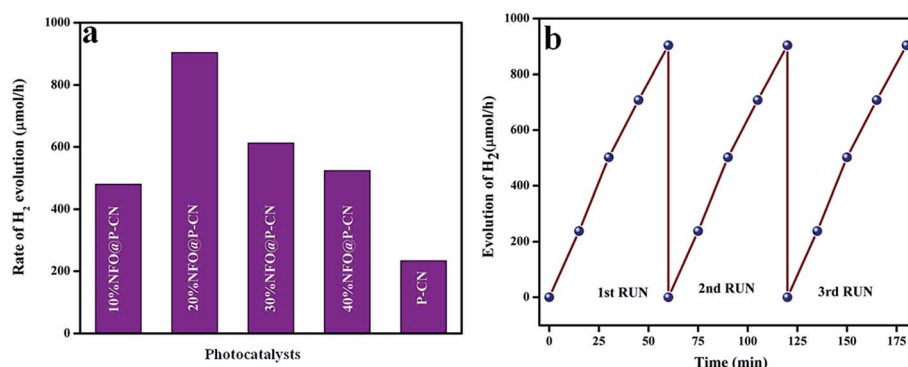 a
Rate of H₂ evolution (μmol/h)
1000
800
600
400
200
0
10%NFO@P-CN
20%NFO@P-CN
30%NFO@P-CN
40%NFO@P-CN
P-CN
Photocatalysts
b
Evolution of H₂(μmol/h)
1000
800
600
400
200
0
1st RUN
2nd RUN
3rd RUN
0 25 50 75 100 125 150 175
Time (min)